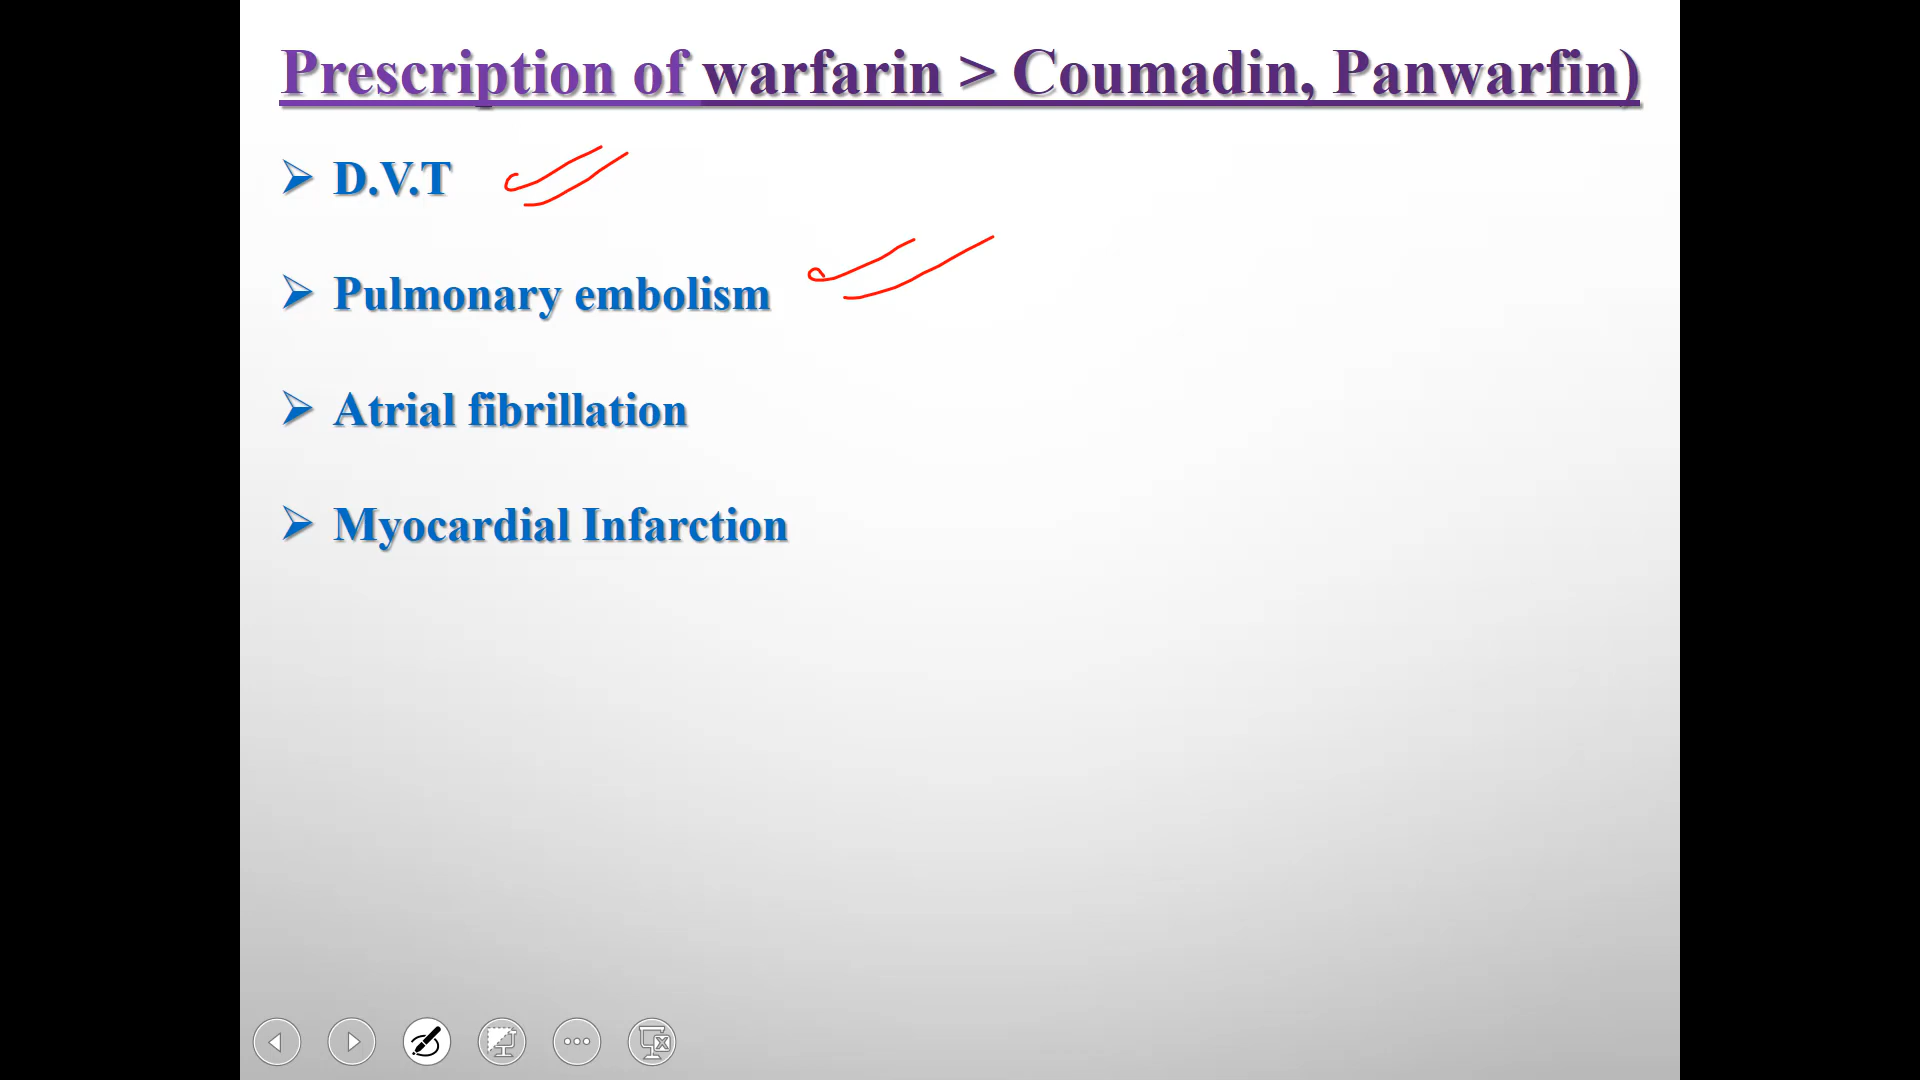 Prescription of warfarin > Coumadin, Panwarfin)
D.V.T
Pulmonary embolism
Atrial fibrillation
Myocardial Infarction